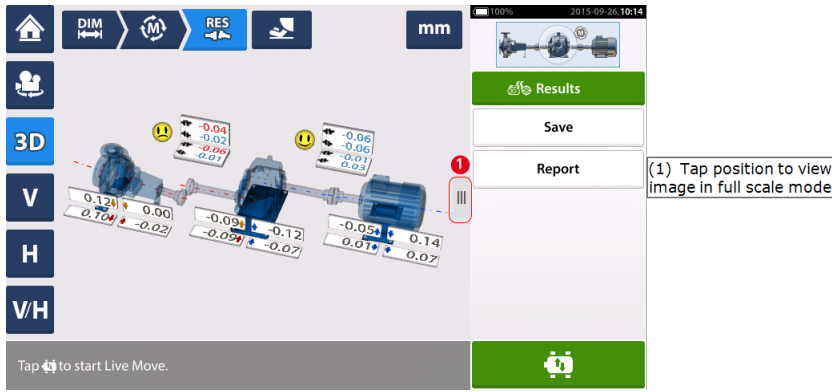 100% 2015-09-26, 10:14
DIM M RES mm
Results
3D
Save
-0.04
-0.02
-0.06
-0.01
-0.06
-0.06
-0.01
0.03
1
Report
(1) Tap position to view
image in full scale mode
V
0.12 0.00
0.10 -0.02
-0.09 -0.12
-0.09 -0.07
-0.05 0.14
0.01 0.07
H
V/H
Tap to start Live Move.